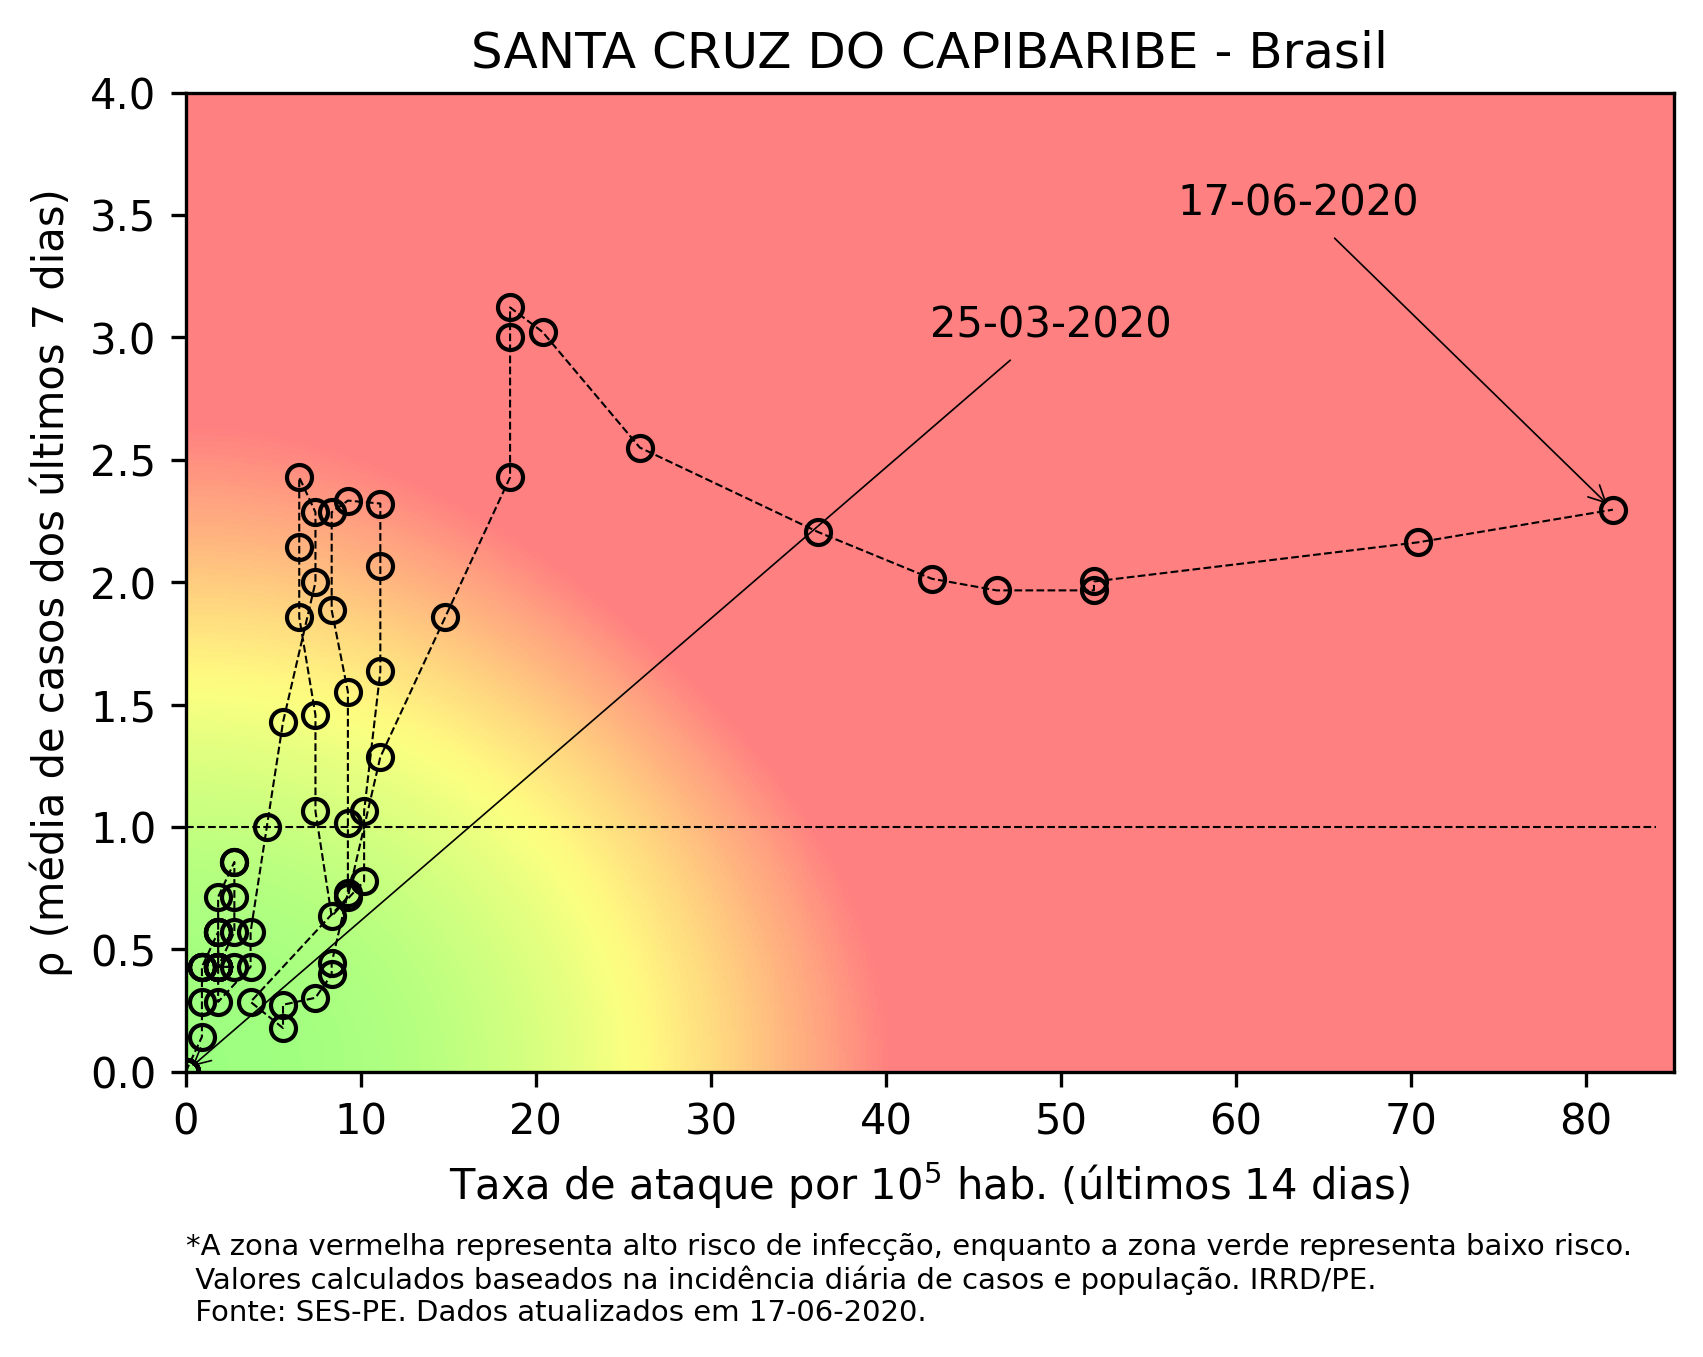 SANTA CRUZ DO CAPIBARIBE - Brasil
4.0
3.5
3.0
2.5
2.0
1.5
1.0
0.5
0.0
ρ (média de casos dos últimos 7 dias)
17-06-2020
25-03-2020
0 10 20 30 40 50 60 70 80
Taxa de ataque por 10⁵ hab. (últimos 14 dias)
*A zona vermelha representa alto risco de infecção, enquanto a zona verde representa baixo risco.
Valores calculados baseados na incidência diária de casos e população. IRRD/PE.
Fonte: SES-PE. Dados atualizados em 17-06-2020.